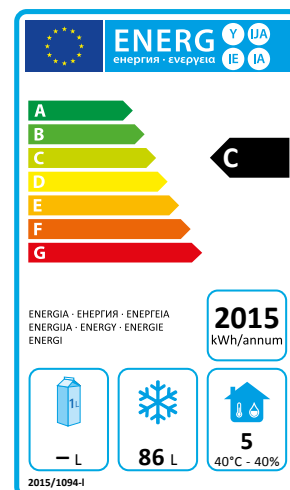 ENERG Y IJA
енергия · ενεργεια IE IA
A
B
C
D
E
F
G
C
ENERGIA · ЕНЕРГИЯ · ΕΝΕΡΓΕΙΑ
ENERGIJA · ENERGY · ENERGIE
ENERGI
2015
kWh/annum
1L
– L
86 L
5
40°C - 40%
2015/1094-I